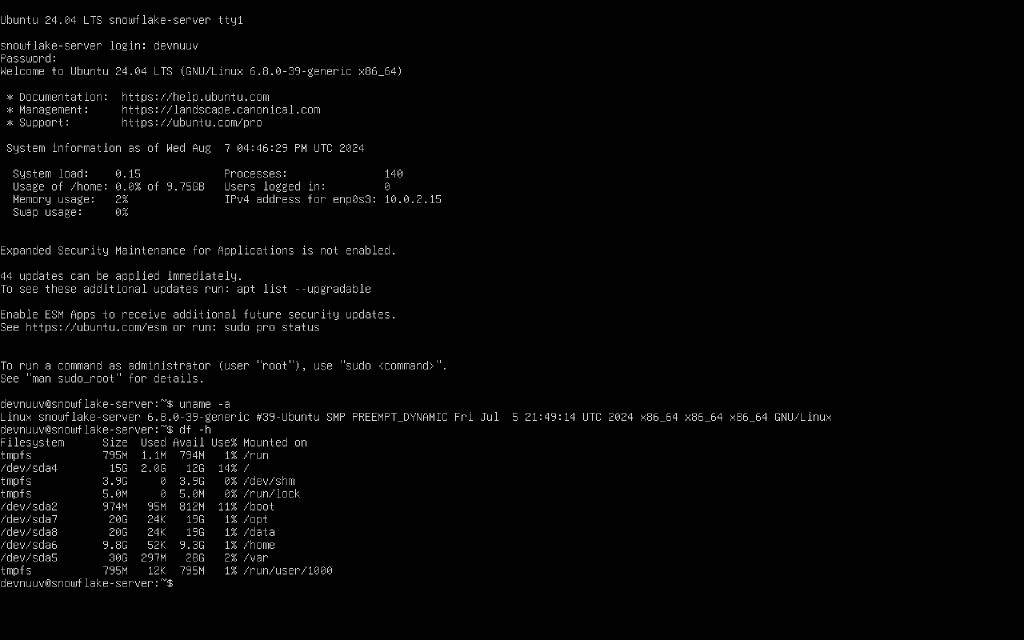 Ubuntu 24.04 LTS snowflake-server tty1
snowflake-server login: devnuuv
Password:
Welcome to Ubuntu 24.04 LTS (GNU/Linux 6.8.0-39-generic x86_64)
* Documentation:  https://help.ubuntu.com
* Management:     https://landscape.canonical.com
* Support:        https://ubuntu.com/pro
System information as of Wed Aug  7 04:46:29 PM UTC 2024
System load:    0.15              Processes:                140
Usage of /home: 0.0% of 9.75GB   Users logged in:          0
Memory usage:   2%                IPv4 address for enp0s3: 10.0.2.15
Swap usage:     0%
Expanded Security Maintenance for Applications is not enabled.
44 updates can be applied immediately.
To see these additional updates run: apt list --upgradable
Enable ESM Apps to receive additional future security updates.
See https://ubuntu.com/esm or run: sudo pro status
To run a command as administrator (user "root"), use "sudo <command>".
See "man sudo_root" for details.
devnuuv@snowflake-server:~$ uname -a
Linux snowflake-server 6.8.0-39-generic #39-Ubuntu SMP PREEMPT_DYNAMIC Fri Jul  5 21:49:14 UTC 2024 x86_64 x86_64 x86_64 GNU/Linux
devnuuv@snowflake-server:~$ df -h
Filesystem      Size  Used Avail Use% Mounted on
tmpfs           795M  1.1M  794M   1% /run
/dev/sda4        15G  2.0G   12G  14% /
tmpfs           3.9G     0  3.9G   0% /dev/shm
tmpfs           5.0M     0  5.0M   0% /run/lock
/dev/sda2       974M   95M  812M  11% /boot
/dev/sda7        20G   24K   19G   1% /opt
/dev/sda8        20G   24K   19G   1% /data
/dev/sda6       9.8G   52K  9.3G   1% /home
/dev/sda5        30G  297M   28G   2% /var
tmpfs           795M   12K  795M   1% /run/user/1000
devnuuv@snowflake-server:~$